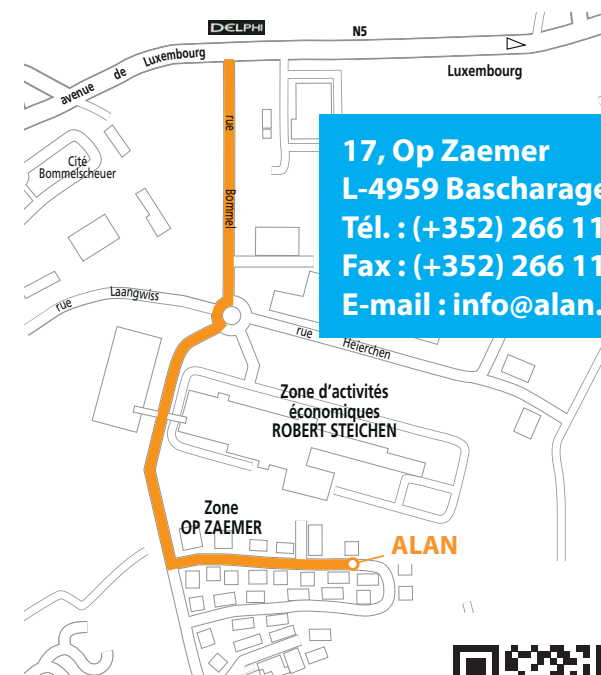 DELPHI
N5
avenue de Luxembourg
Luxembourg
rue Bommel
Cité
Bommelscheuer
17, Op Zaemer
L-4959 Bascharage
Tél. : (+352) 266 11
Fax : (+352) 266 11
E-mail : info@alan.
rue Laangwiss
rue Heierchen
Zone d'activités
économiques
ROBERT STEICHEN
Zone
OP ZAEMER
ALAN